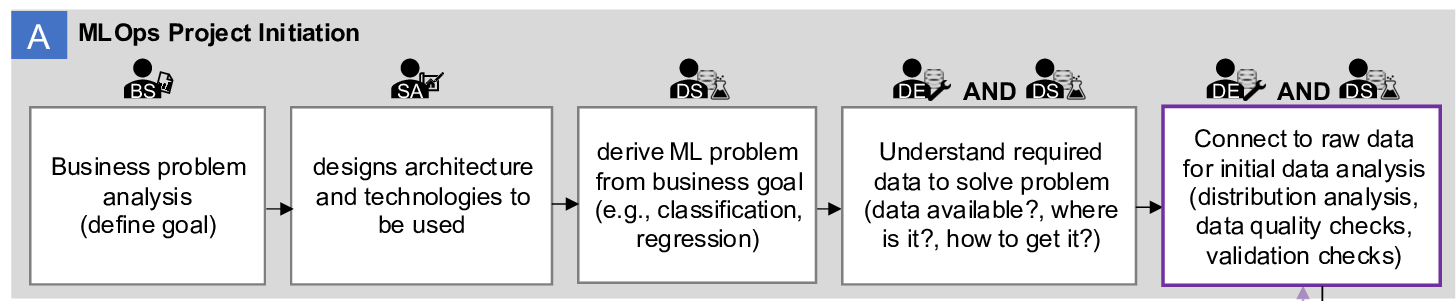 A
MLOps Project Initiation
BS
SA
DS
DE AND DS
DE AND DS
Business problem
analysis
(define goal)
designs architecture
and technologies to
be used
derive ML problem
from business goal
(e.g., classification,
regression)
Understand required
data to solve problem
(data available?, where
is it?, how to get it?)
Connect to raw data
for initial data analysis
(distribution analysis,
data quality checks,
validation checks)